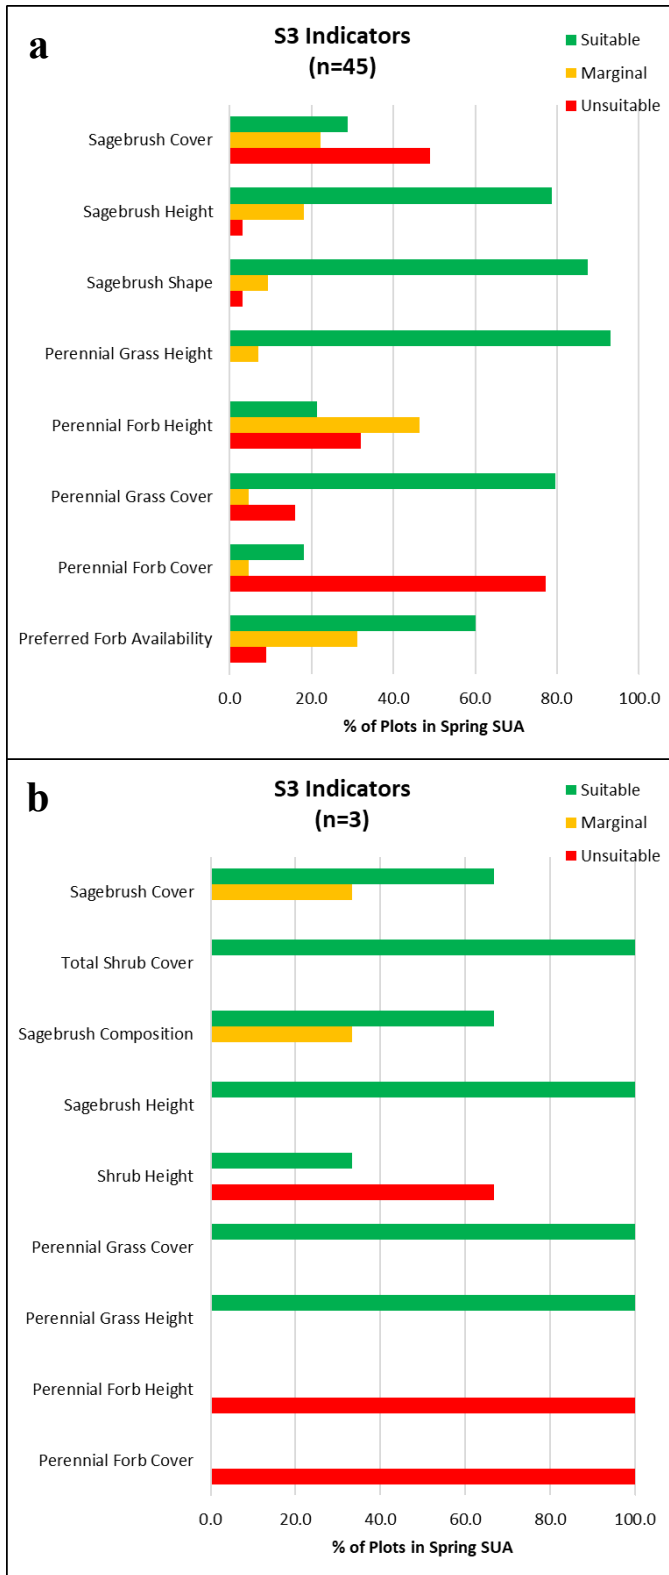 a
S3 Indicators
(n=45)
Suitable
Marginal
Unsuitable
Sagebrush Cover
Sagebrush Height
Sagebrush Shape
Perennial Grass Height
Perennial Forb Height
Perennial Grass Cover
Perennial Forb Cover
Preferred Forb Availability
0.0 20.0 40.0 60.0 80.0 100.0
% of Plots in Spring SUA
b
S3 Indicators
(n=3)
Suitable
Marginal
Unsuitable
Sagebrush Cover
Total Shrub Cover
Sagebrush Composition
Sagebrush Height
Shrub Height
Perennial Grass Cover
Perennial Grass Height
Perennial Forb Height
Perennial Forb Cover
0.0 20.0 40.0 60.0 80.0 100.0
% of Plots in Spring SUA